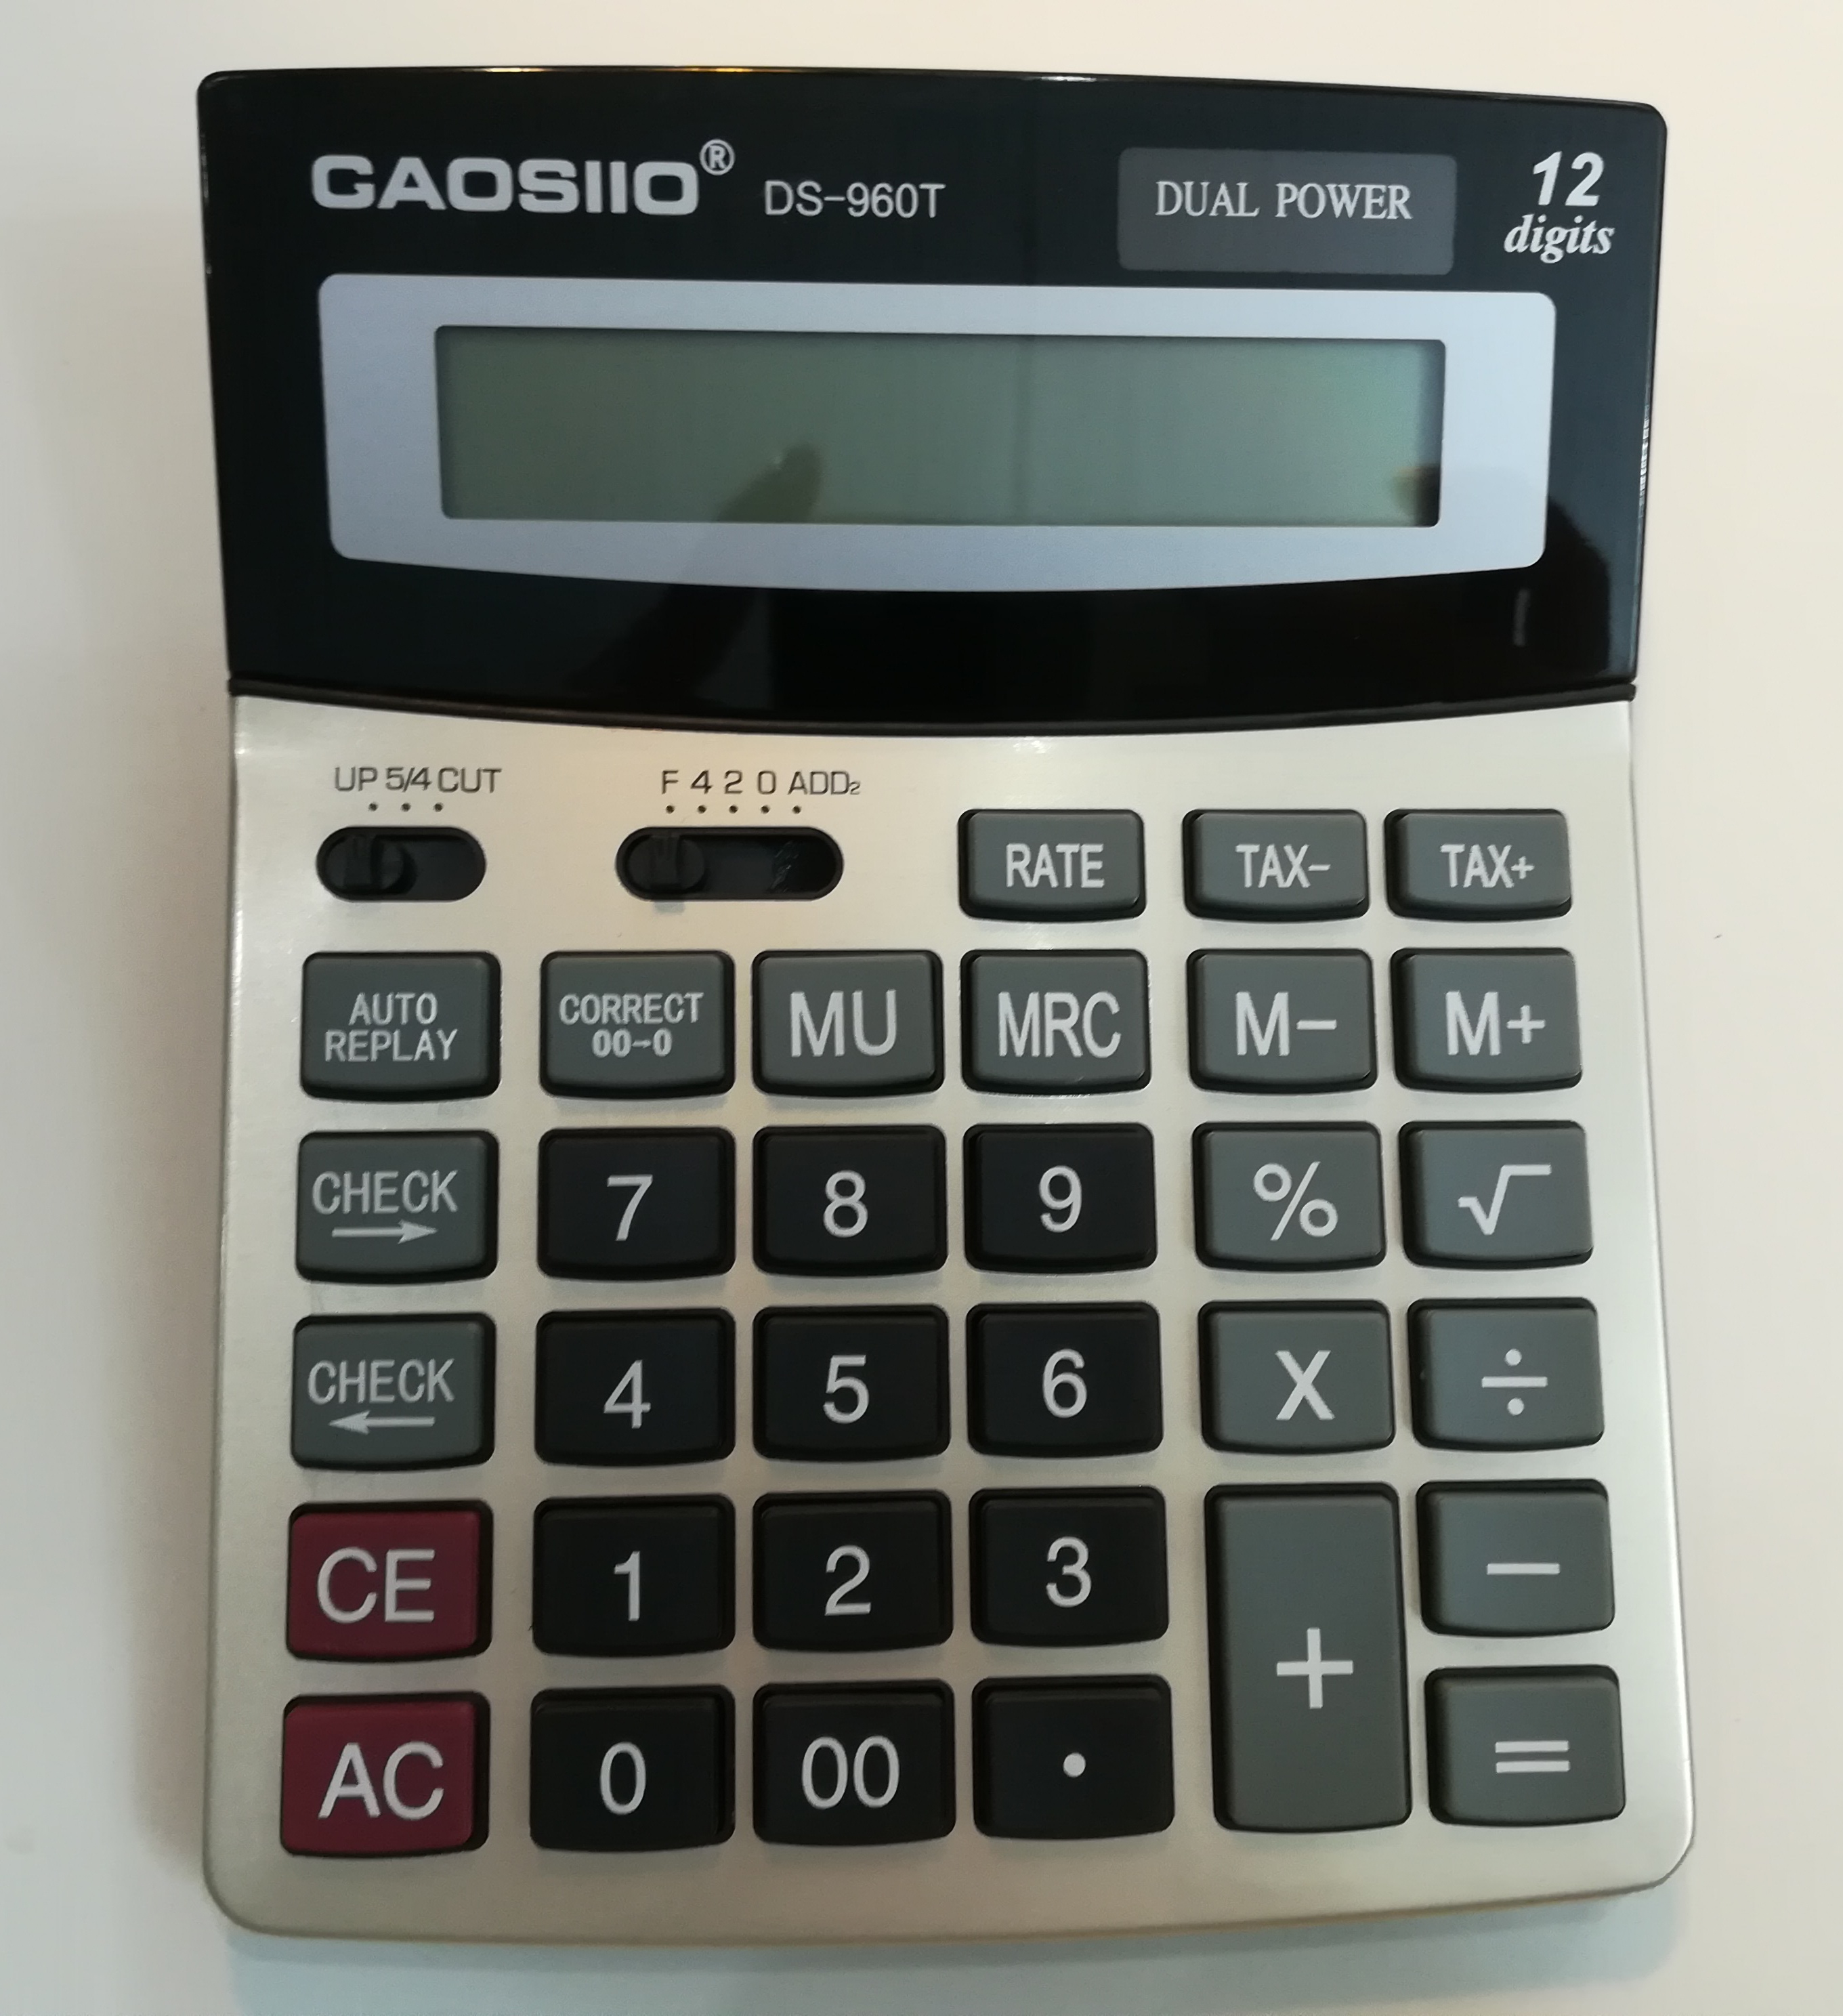 CAOSIIO® DS-960T DUAL POWER 12 digits
UP 5/4 CUT F 4 2 0 ADD₂
RATE TAX− TAX+
AUTO REPLAY CORRECT 00→0 MU MRC M− M+
CHECK → 7 8 9 % √
CHECK ← 4 5 6 X ÷
CE 1 2 3 + −
AC 0 00 • =